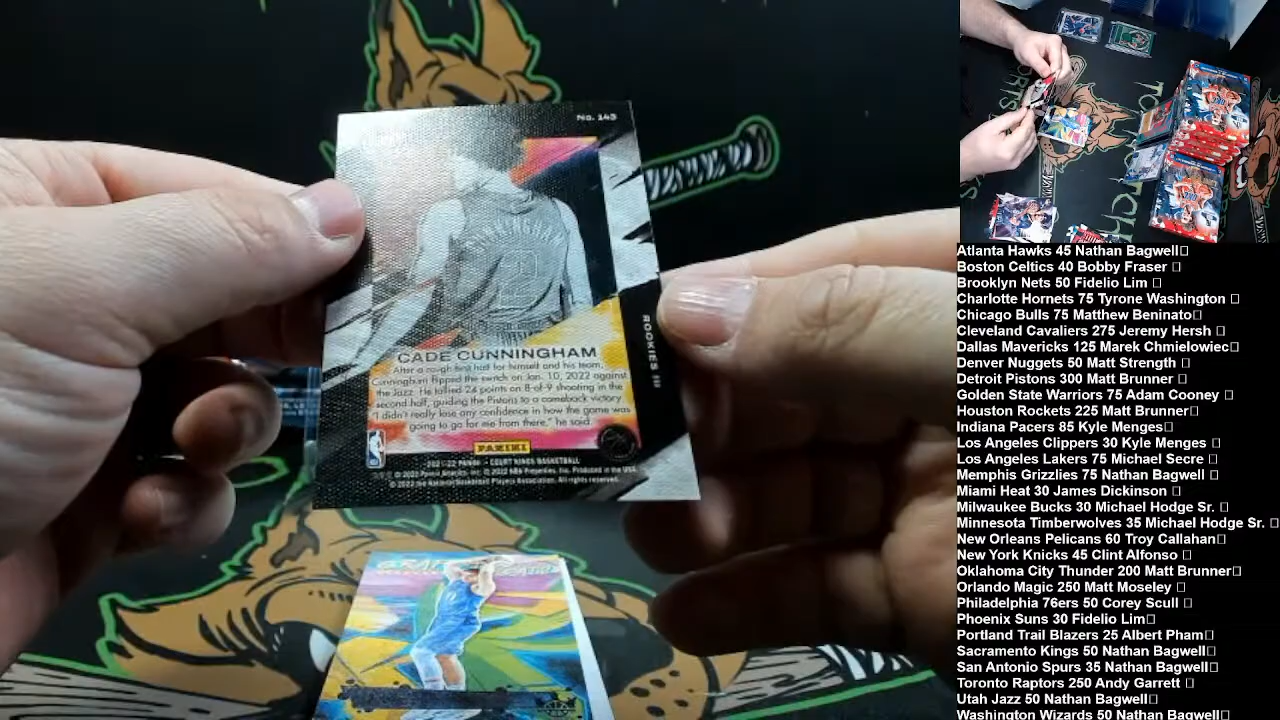 No. 143
CADE CUNNINGHAM
After a rough first half for himself and his team,
Cunningham flipped the switch on Jan. 10, 2022 against
the Jazz. He tallied 24 points on 8-of-9 shooting in the
second half, guiding the Pistons to a comeback victory.
"I didn't really lose any confidence in how the game was
going to go for me from there," he said.
ROOKIES III
PANINI
2021-22 PANINI - COURT KINGS BASKETBALL
© 2022 Panini America, Inc. © 2022 NBA Properties, Inc. Produced in the USA.
© 2022 the National Basketball Players Association. All rights reserved.
Atlanta Hawks 45 Nathan Bagwell
Boston Celtics 40 Bobby Fraser
Brooklyn Nets 50 Fidelio Lim
Charlotte Hornets 75 Tyrone Washington
Chicago Bulls 75 Matthew Beninato
Cleveland Cavaliers 275 Jeremy Hersh
Dallas Mavericks 125 Marek Chmielowiec
Denver Nuggets 50 Matt Strength
Detroit Pistons 300 Matt Brunner
Golden State Warriors 75 Adam Cooney
Houston Rockets 225 Matt Brunner
Indiana Pacers 85 Kyle Menges
Los Angeles Clippers 30 Kyle Menges
Los Angeles Lakers 75 Michael Secre
Memphis Grizzlies 75 Nathan Bagwell
Miami Heat 30 James Dickinson
Milwaukee Bucks 30 Michael Hodge Sr.
Minnesota Timberwolves 35 Michael Hodge Sr.
New Orleans Pelicans 60 Troy Callahan
New York Knicks 45 Clint Alfonso
Oklahoma City Thunder 200 Matt Brunner
Orlando Magic 250 Matt Moseley
Philadelphia 76ers 50 Corey Scull
Phoenix Suns 30 Fidelio Lim
Portland Trail Blazers 25 Albert Pham
Sacramento Kings 50 Nathan Bagwell
San Antonio Spurs 35 Nathan Bagwell
Toronto Raptors 250 Andy Garrett
Utah Jazz 50 Nathan Bagwell
Washington Wizards 50 Nathan Bagwell